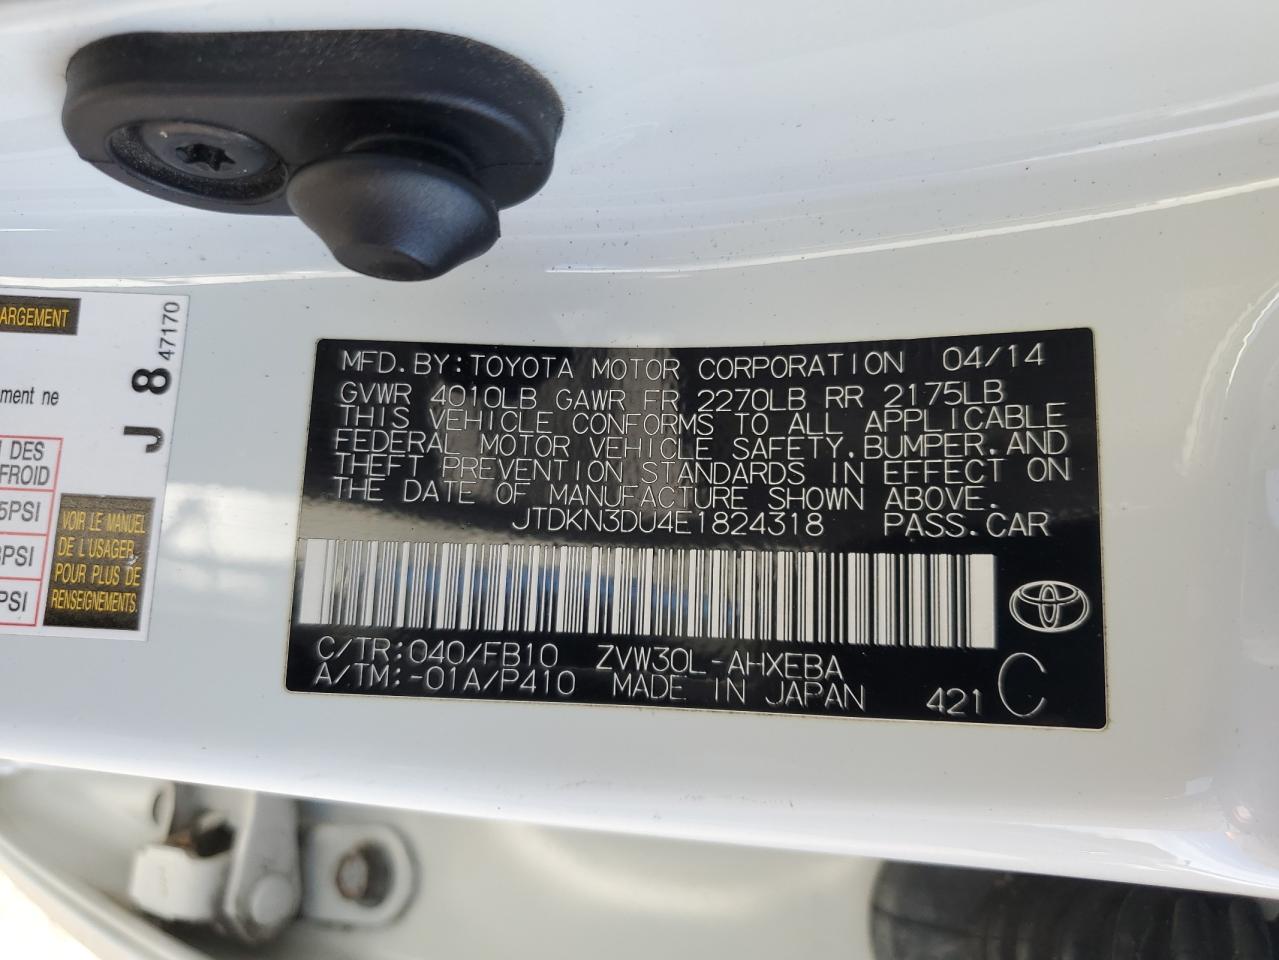 ARGEMENT
ment ne
DES
FROID
5PSI
PSI
PSI
J 8 47170
VOIR LE MANUEL
DE L'USAGER
POUR PLUS DE
RENSEIGNEMENTS.
MFD. BY: TOYOTA MOTOR CORPORATION 04/14
GVWR 4010LB GAWR FR 2270LB RR 2175LB
THIS VEHICLE CONFORMS TO ALL APPLICABLE
FEDERAL MOTOR VEHICLE SAFETY, BUMPER, AND
THEFT PREVENTION STANDARDS IN EFFECT ON
THE DATE OF MANUFACTURE SHOWN ABOVE.
JTDKN3DU4E1824318 PASS. CAR
C/TR: 040/FB10 ZVW30L-AHXEBA
A/TM: -01A/P410 MADE IN JAPAN 421 C